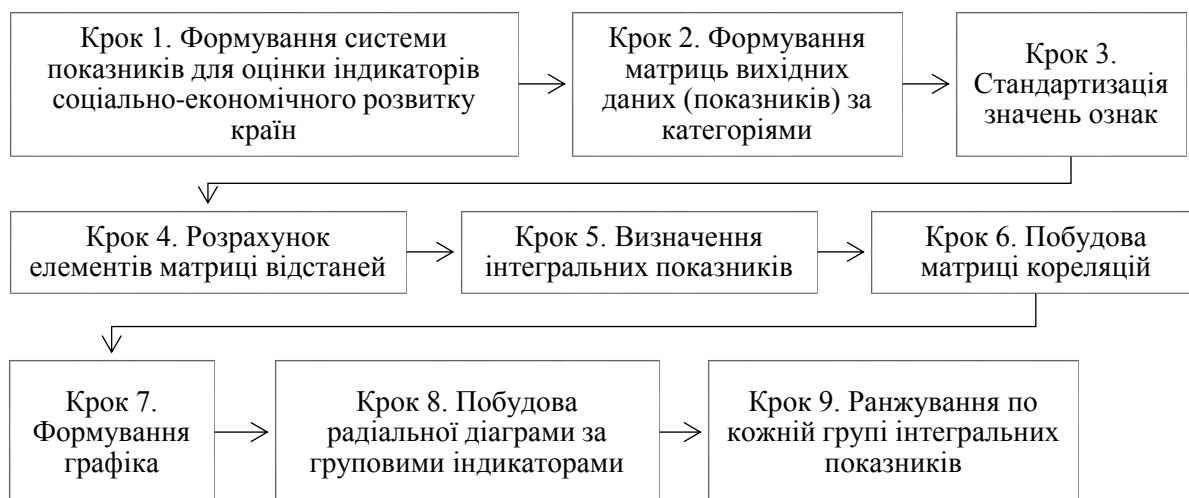 Крок 1. Формування системи
показників для оцінки індикаторів
соціально-економічного розвитку
країн
Крок 2. Формування
матриць вихідних
даних (показників) за
категоріями
Крок 3.
Стандартизація
значень ознак
Крок 4. Розрахунок
елементів матриці відстаней
Крок 5. Визначення
інтегральних показників
Крок 6. Побудова
матриці кореляцій
Крок 7.
Формування
графіка
Крок 8. Побудова
радіальної діаграми за
груповими індикаторами
Крок 9. Ранжування по
кожній групі інтегральних
показників